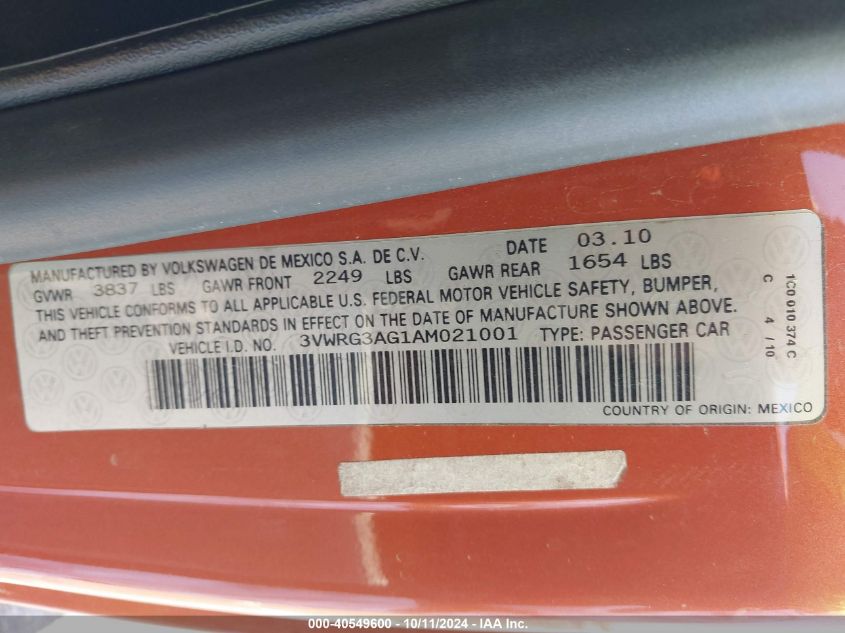 MANUFACTURED BY VOLKSWAGEN DE MEXICO S.A. DE C.V. DATE 03.10
GVWR 3837 LBS GAWR FRONT 2249 LBS GAWR REAR 1654 LBS
THIS VEHICLE CONFORMS TO ALL APPLICABLE U.S. FEDERAL MOTOR VEHICLE SAFETY, BUMPER,
AND THEFT PREVENTION STANDARDS IN EFFECT ON THE DATE OF MANUFACTURE SHOWN ABOVE.
VEHICLE I.D. NO. 3VWRG3AG1AM021001 TYPE: PASSENGER CAR
COUNTRY OF ORIGIN: MEXICO
1C0 010 374 C
C 4 /10
000-40549600 - 10/11/2024 - IAA Inc.